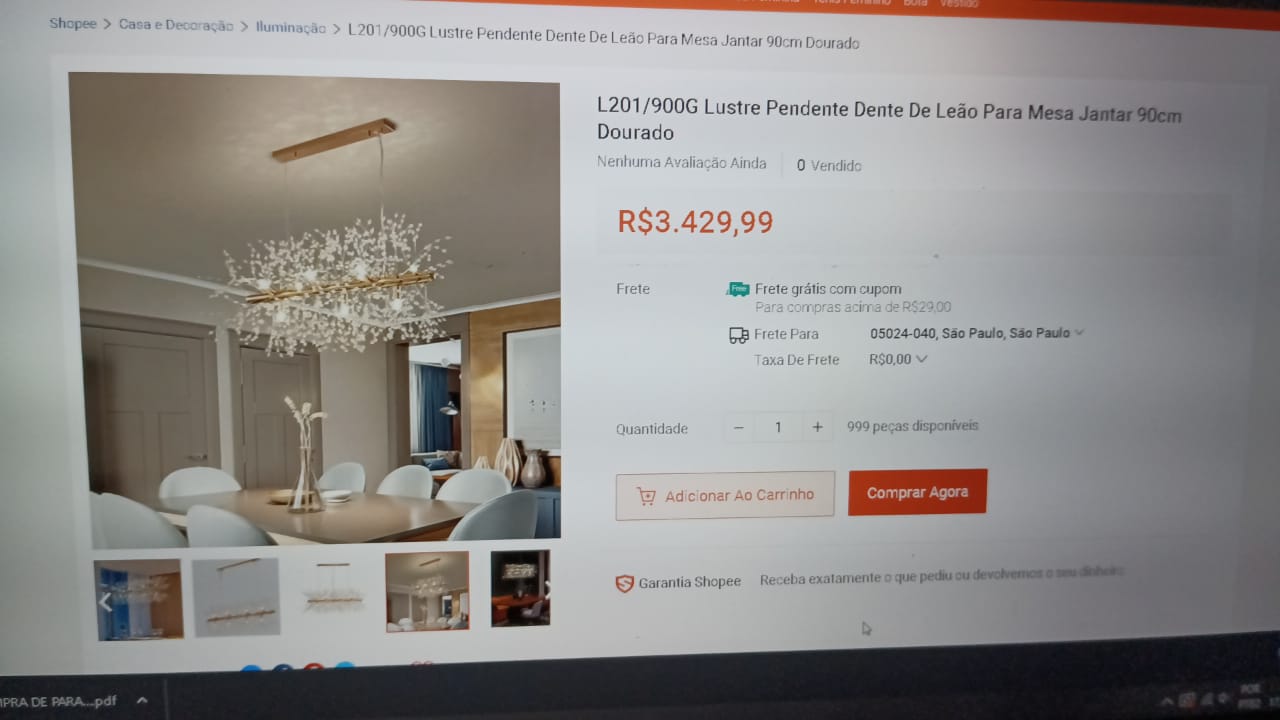 Tênis Feminino Bota Vestido
Shopee > Casa e Decoração > Iluminação > L201/900G Lustre Pendente Dente De Leão Para Mesa Jantar 90cm Dourado
L201/900G Lustre Pendente Dente De Leão Para Mesa Jantar 90cm
Dourado
Nenhuma Avaliação Ainda 0 Vendido
R$3.429,99
Frete Free Frete grátis com cupom
Para compras acima de R$29,00
Frete Para 05024-040, São Paulo, São Paulo
Taxa De Frete R$0,00
Quantidade − 1 + 999 peças disponíveis
Adicionar Ao Carrinho Comprar Agora
Garantia Shopee Receba exatamente o que pediu ou devolvemos o seu dinheiro
MPRA DE PARA...pdf
POR